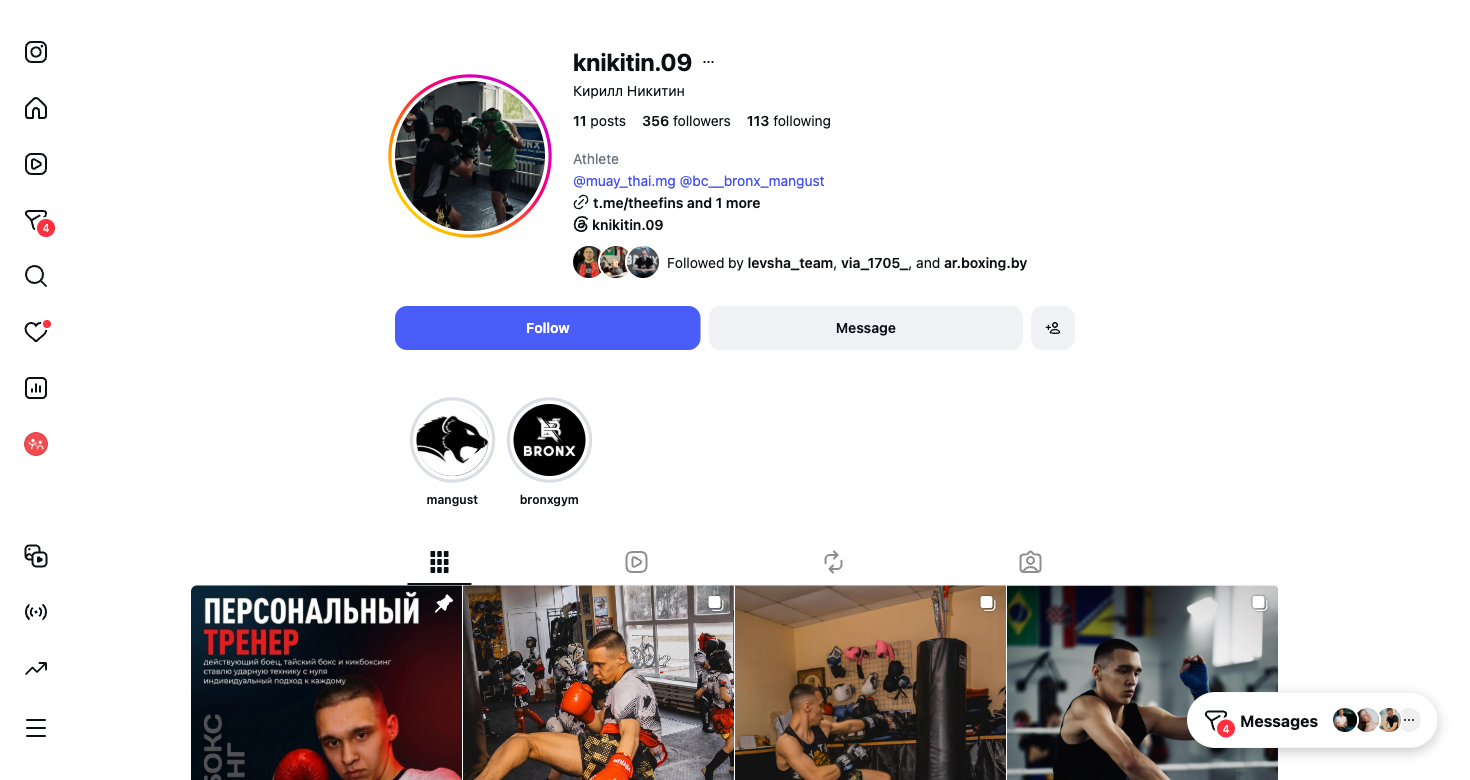 knikitin.09 ...
Кирилл Никитин
11 posts 356 followers 113 following
Athlete
@muay_thai.mg @bc__bronx_mangust
t.me/theefins and 1 more
knikitin.09
Followed by levsha_team, via_1705_, and ar.boxing.by
4
Follow
Message
BRONX
mangust
bronxgym
ПЕРСОНАЛЬНЫЙ
ТРЕНЕР
действующий боец, тайский бокс и кикбоксинг
ставлю ударную технику с нуля
индивидуальный подход к каждому
БОКС
НГ
4
Messages
...